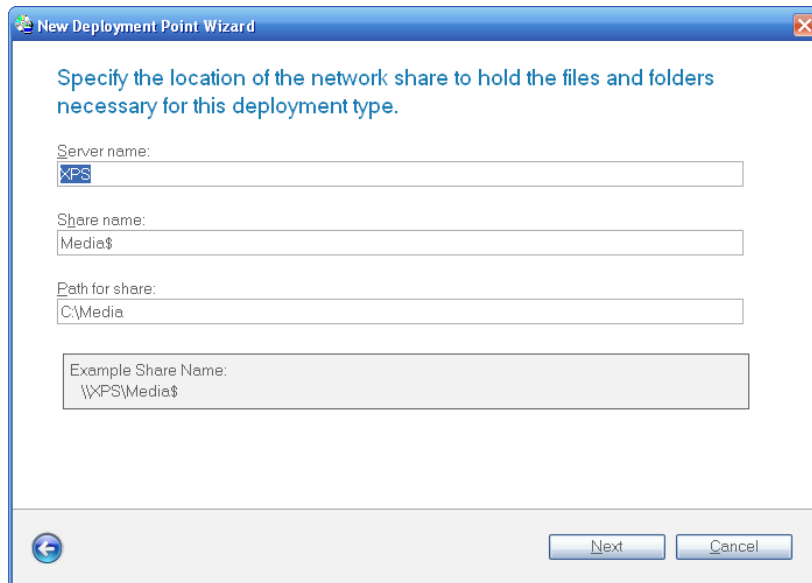 New Deployment Point Wizard
Specify the location of the network share to hold the files and folders
necessary for this deployment type.
Server name:
XPS
Share name:
Media$
Path for share:
C:\Media
Example Share Name:
\\XPS\Media$
Next
Cancel